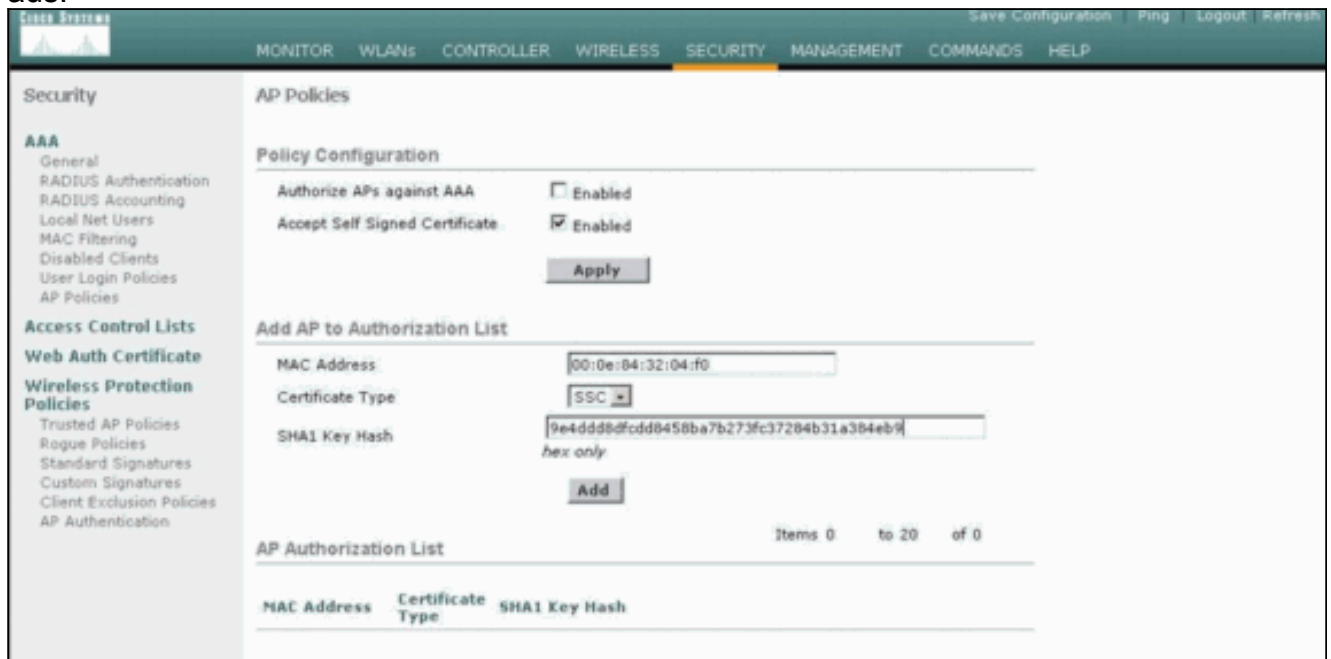 CISCO SYSTEMS
Save Configuration | Ping | Logout | Refresh
MONITOR WLANs CONTROLLER WIRELESS SECURITY MANAGEMENT COMMANDS HELP
Security
AAA
General
RADIUS Authentication
RADIUS Accounting
Local Net Users
MAC Filtering
Disabled Clients
User Login Policies
AP Policies
Access Control Lists
Web Auth Certificate
Wireless Protection
Policies
Trusted AP Policies
Rogue Policies
Standard Signatures
Custom Signatures
Client Exclusion Policies
AP Authentication
AP Policies
Policy Configuration
Authorize APs against AAA Enabled
Accept Self Signed Certificate Enabled
Apply
Add AP to Authorization List
MAC Address 00:0e:84:32:04:f0
Certificate Type SSC
SHA1 Key Hash 9e4ddd8dfcdd8458ba7b273fc37284b31a384eb9
hex only
Add
Items 0 to 20 of 0
AP Authorization List
MAC Address Certificate Type SHA1 Key Hash